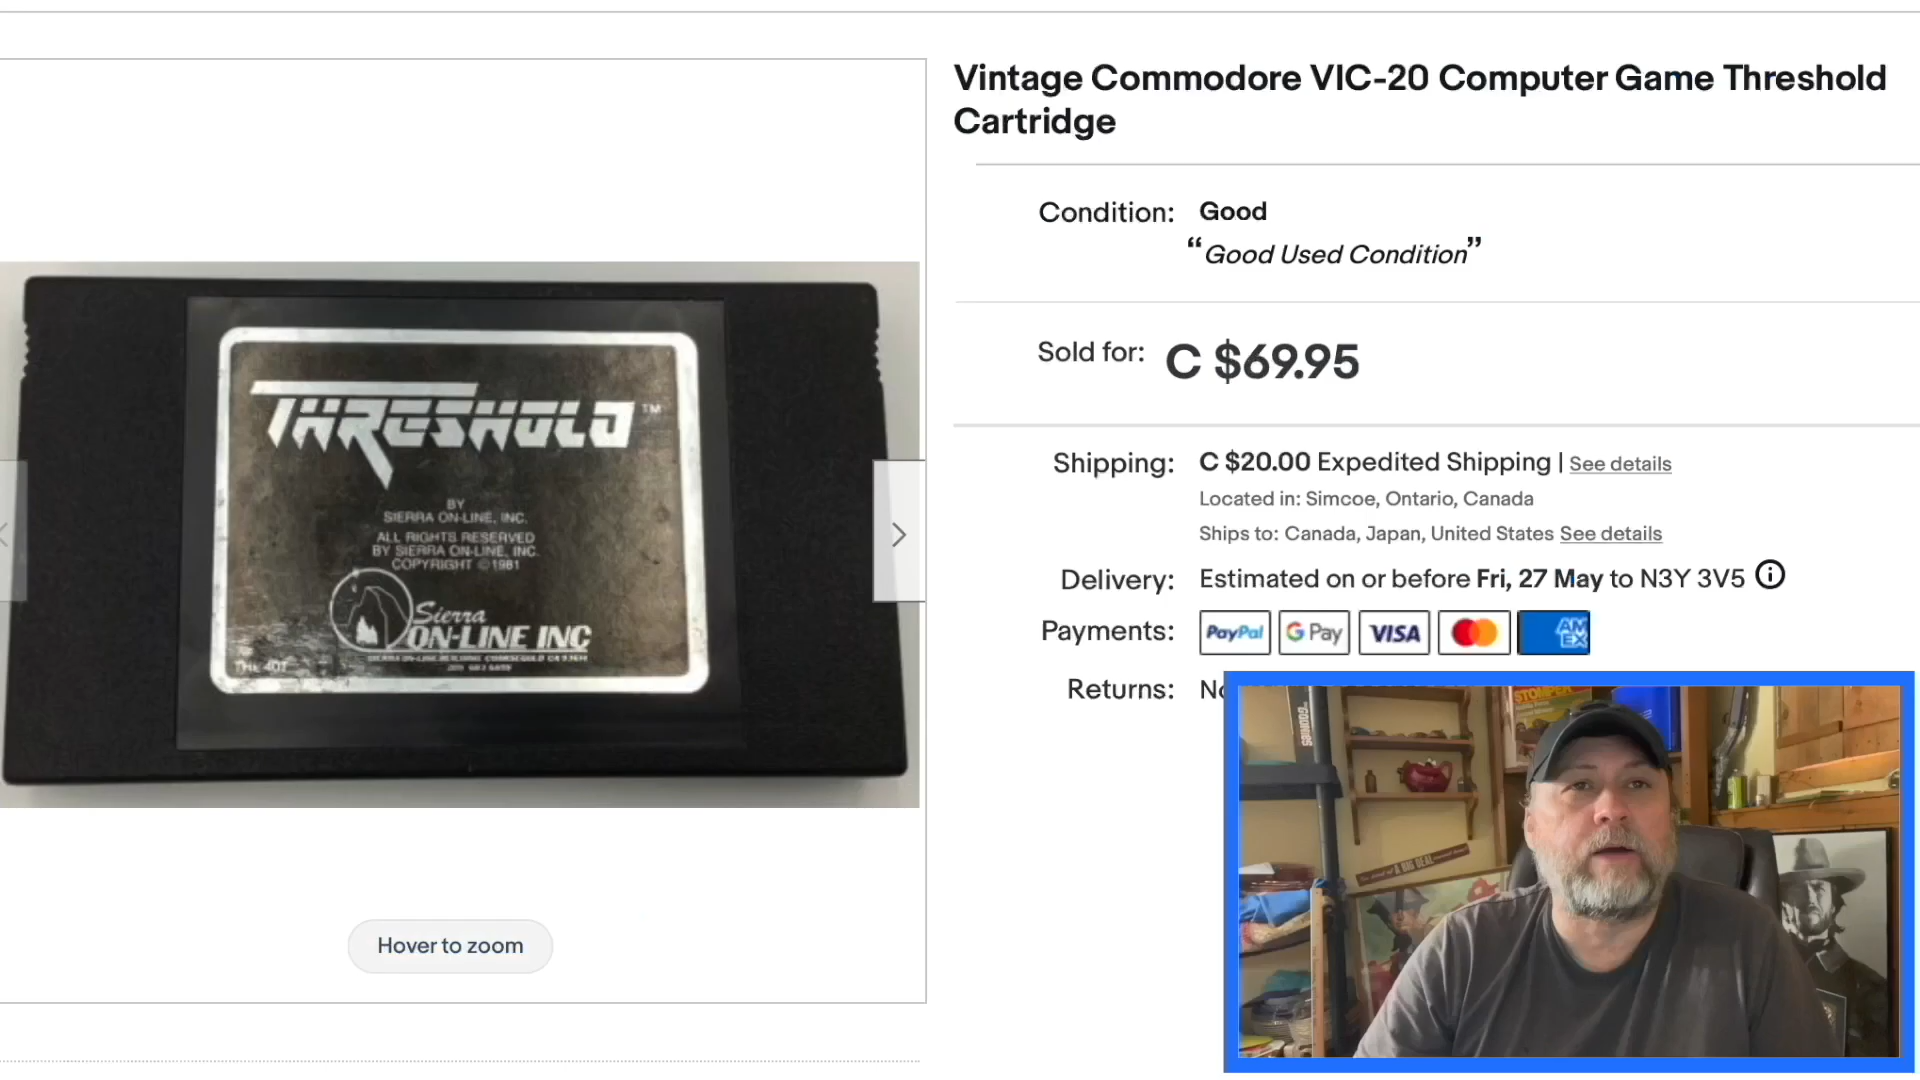 Vintage Commodore VIC-20 Computer Game Threshold
Cartridge
Condition: Good
“Good Used Condition”
Sold for: C $69.95
Shipping: C $20.00 Expedited Shipping | See details
Located in: Simcoe, Ontario, Canada
Ships to: Canada, Japan, United States See details
Delivery: Estimated on or before Fri, 27 May to N3Y 3V5
Payments: PayPal G Pay VISA AM EX
Returns:
THRESHOLD ™
BY
SIERRA ON-LINE, INC.
ALL RIGHTS RESERVED
BY SIERRA ON-LINE, INC.
COPYRIGHT ©1981
Sierra
ON-LINE INC
Hover to zoom
STOMPER
A BIG DEAL